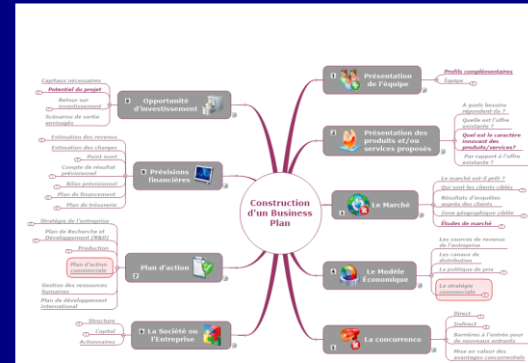 Construction
d'un Business
Plan
1
Présentation
de l'équipe
Profils complémentaires
Equipe
2
Présentation des
produits et/ou
services proposés
A quels besoins
répondent-ils ?
Quelle est l'offre
existante ?
Quel est le caractère
innovant des
produits/services?
Par rapport à l'offre
existante ?
3
Le Marché
Le marché est-il prêt ?
Qui sont les clients ciblés
Résultats d'enquêtes
auprès des clients
Zone géographique ciblée
Études de marché
4
Le Modèle
Économique
Les sources de revenus
de l'entreprise
Les canaux de
distribution
La politique de prix
La stratégie
commerciale
La concurrence
Direct
Indirect
Barrières à l'entrée pour
de nouveaux entrants
Mise en valeur des
avantages concurrentiels
La Société ou
l'Entreprise
Structure
Capital
Actionnaires
Plan d'action
Stratégie de l'entreprise
Plan de Recherche et
Développement (R&D)
Production
Plan d'action
commerciale
Gestion des ressources
humaines
Plan de développement
international
Prévisions
financières
Estimation des revenus
Estimation des charges
Point mort
Compte de résultat
prévisionnel
Bilan prévisionnel
Plan de financement
Plan de trésorerie
Opportunité
d'investissement
Capitaux nécessaires
Potentiel du projet
Retour sur
investissement
Scénarios de sortie
envisagés